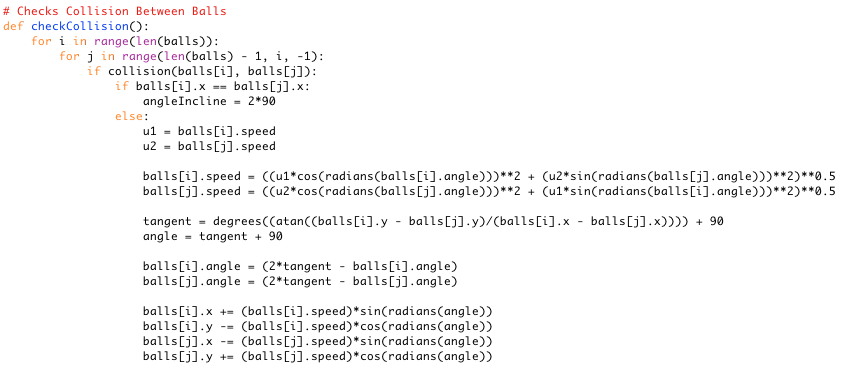 # Checks Collision Between Balls
def checkCollision():
    for i in range(len(balls)):
        for j in range(len(balls) - 1, i, -1):
            if collision(balls[i], balls[j]):
                if balls[i].x == balls[j].x:
                    angleIncline = 2*90
                else:
                    u1 = balls[i].speed
                    u2 = balls[j].speed

                    balls[i].speed = ((u1*cos(radians(balls[i].angle)))**2 + (u2*sin(radians(balls[j].angle)))**2)**0.5
                    balls[j].speed = ((u2*cos(radians(balls[j].angle)))**2 + (u1*sin(radians(balls[i].angle)))**2)**0.5

                    tangent = degrees((atan((balls[i].y - balls[j].y)/(balls[i].x - balls[j].x)))) + 90
                    angle = tangent + 90

                    balls[i].angle = (2*tangent - balls[i].angle)
                    balls[j].angle = (2*tangent - balls[j].angle)

                    balls[i].x += (balls[i].speed)*sin(radians(angle))
                    balls[i].y -= (balls[i].speed)*cos(radians(angle))
                    balls[j].x -= (balls[j].speed)*sin(radians(angle))
                    balls[j].y += (balls[j].speed)*cos(radians(angle))